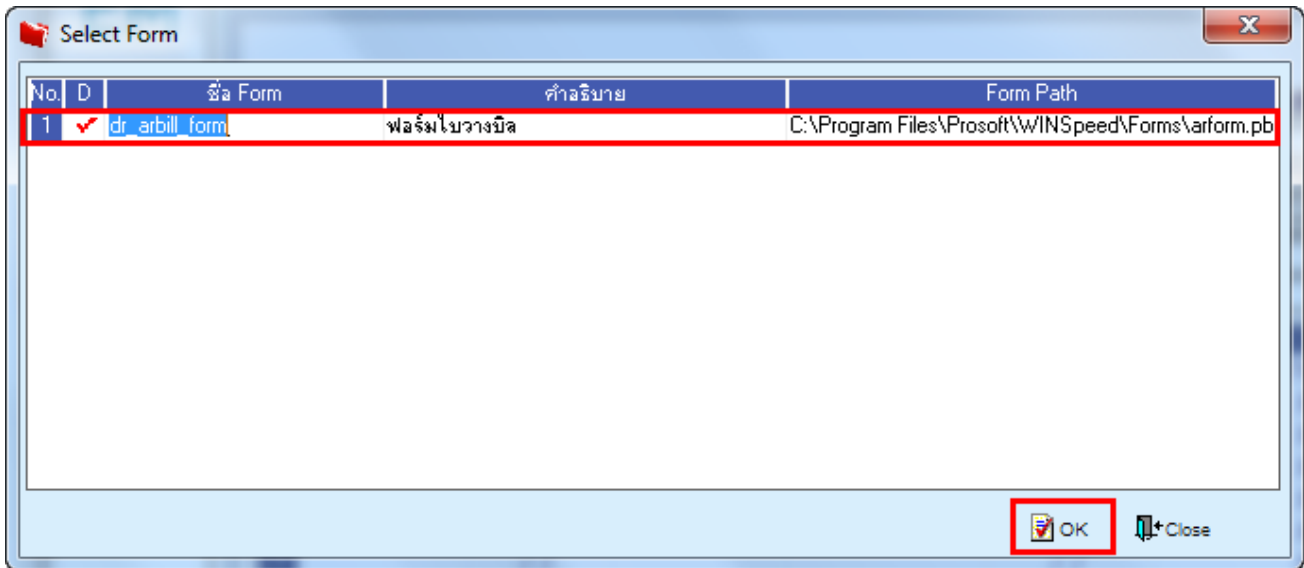 Select Form
No. D ชื่อ Form คำอธิบาย Form Path
1 dr_arbill_form ฟอร์มใบวางบิล C:\Program Files\Prosoft\WINSpeed\Forms\arform.pb
OK Close